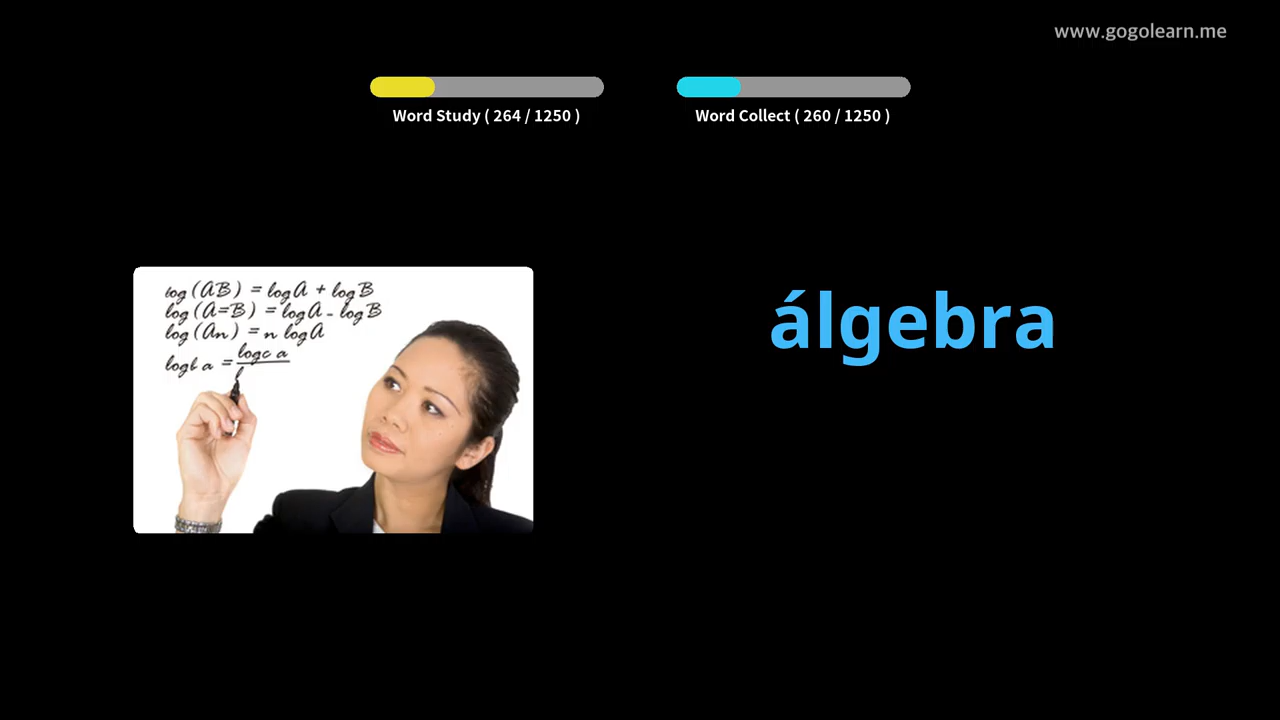 www.gogolearn.me
Word Study ( 264 / 1250 )
Word Collect ( 260 / 1250 )
log (AB) = log A + log B
log (A=B) = log A - log B
log (An) = n log A
logb a = logc a
álgebra